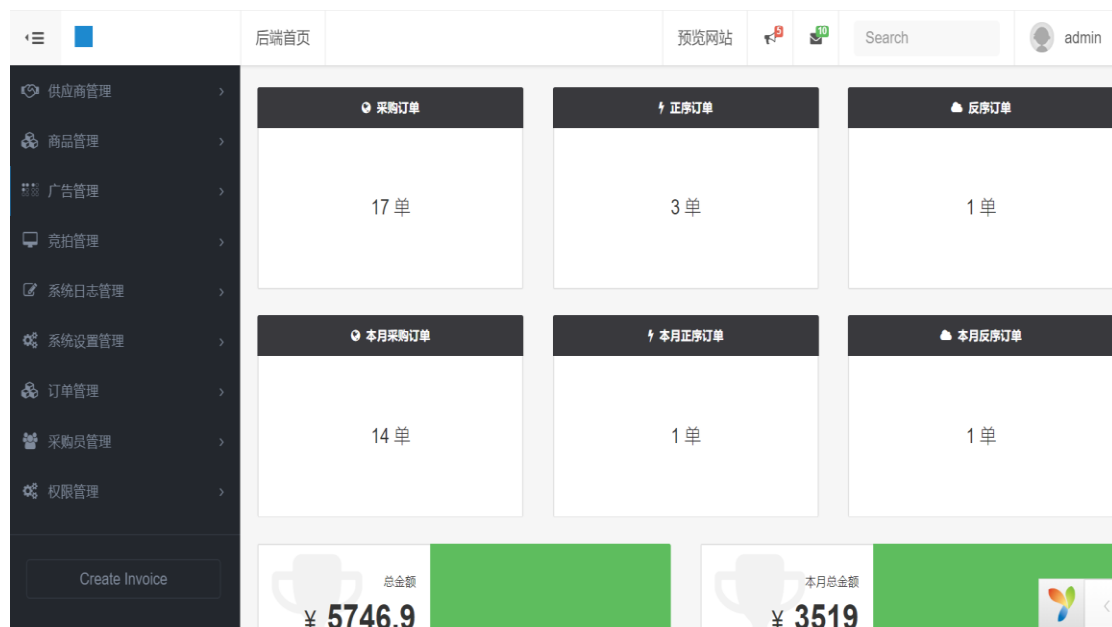 后端首页
预览网站
5
10
Search
admin
供应商管理
商品管理
广告管理
竞拍管理
系统日志管理
系统设置管理
订单管理
采购员管理
权限管理
Create Invoice
采购订单
17 单
正序订单
3 单
反序订单
1 单
本月采购订单
14 单
本月正序订单
1 单
本月反序订单
1 单
总金额
¥ 5746.9
本月总金额
¥ 3519